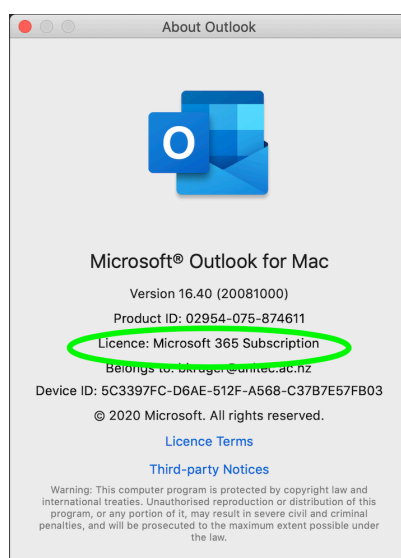 About Outlook
O
Microsoft® Outlook for Mac
Version 16.40 (20081000)
Product ID: 02954-075-874611
Licence: Microsoft 365 Subscription
Belongs to: bkruger@unitec.ac.nz
Device ID: 5C3397FC-D6AE-512F-A568-C37B7E57FB03
© 2020 Microsoft. All rights reserved.
Licence Terms
Third-party Notices
Warning: This computer program is protected by copyright law and
international treaties. Unauthorised reproduction or distribution of this
program, or any portion of it, may result in severe civil and criminal
penalties, and will be prosecuted to the maximum extent possible under
the law.